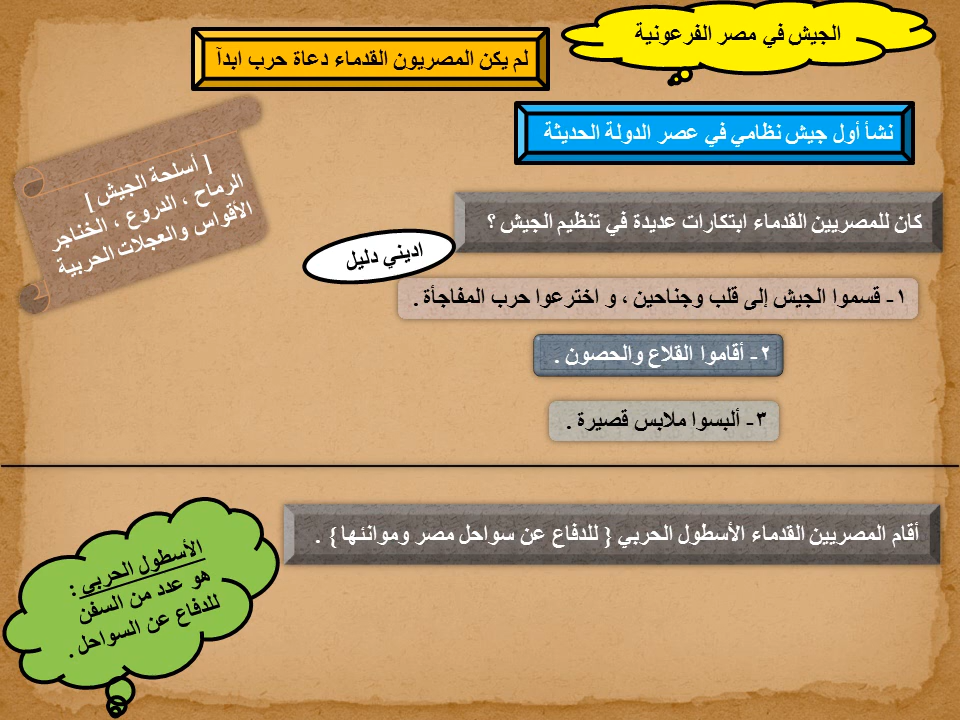 الجيش في مصر الفرعونية
لم يكن المصريون القدماء دعاة حرب ابدآ
نشأ أول جيش نظامي في عصر الدولة الحديثة
[ أسلحة الجيش ]
الرماح ، الدروع ، الخناجر
الأقواس والعجلات الحربية
كان للمصريين القدماء ابتكارات عديدة في تنظيم الجيش ؟
اديني دليل
١- قسموا الجيش إلى قلب وجناحين ، و اخترعوا حرب المفاجأة .
٢- أقاموا القلاع والحصون .
٣- ألبسوا ملابس قصيرة .
أقام المصريين القدماء الأسطول الحربي { للدفاع عن سواحل مصر وموانئها } .
الأسطول الحربي :
هو عدد من السفن
للدفاع عن السواحل .